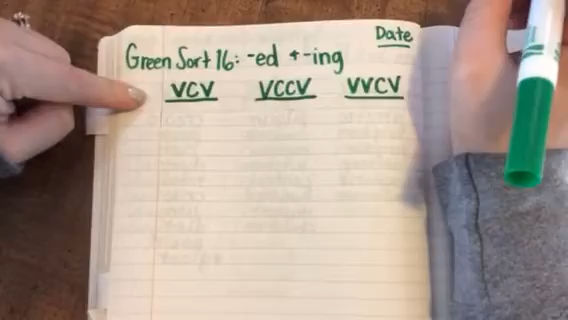 Date
Green Sort 16: -ed + -ing
VCV VCCV VVCV